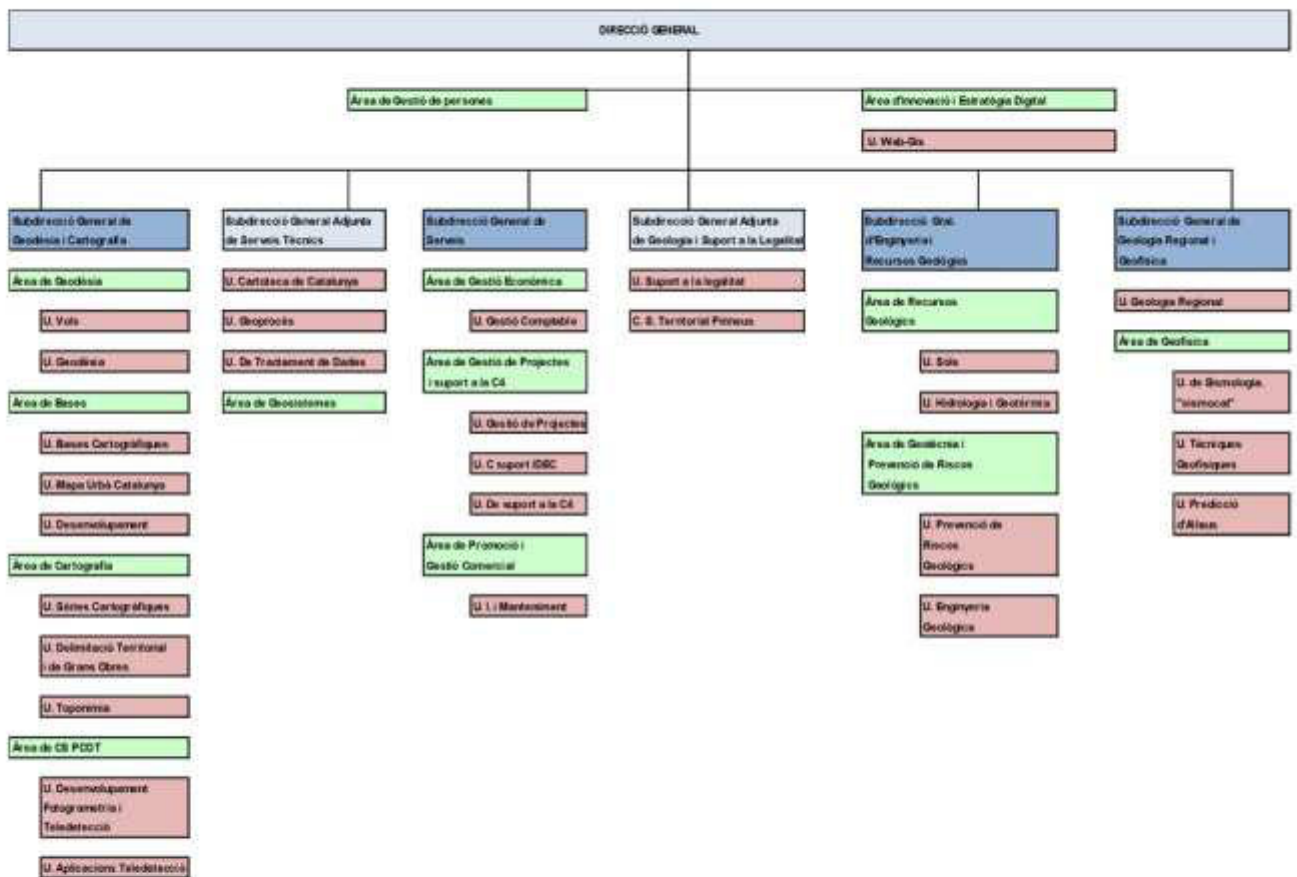 DIRECCIÓ GENERAL
Àrea de Gestió de persones
Àrea d'Innovació i Estratègia Digital
U. Web-Gis
Subdirecció General de
Geodèsia i Cartografia
Àrea de Geodèsia
U. Vols
U. Geodèsia
Àrea de Bases
U. Bases Cartogràfiques
U. Mapa Urbà Catalunya
U. Desenvolupament
Àrea de Cartografia
U. Sèries Cartogràfiques
U. Delimitació Territorial
i de Grans Obres
U. Toponímia
Àrea de CS PCOT
U. Desenvolupament
Fotogrametria i
Teledetecció
U. Aplicacions Teledetecció
Subdirecció General Adjunta
de Serveis Tècnics
U. Cartoteca de Catalunya
U. Geoprocés
U. De Tractament de Dades
Àrea de Geosistemes
Subdirecció General de
Serveis
Àrea de Gestió Econòmica
U. Gestió Comptable
Àrea de Gestió de Projectes
i suport a la C4
U. Gestió de Projectes
U. C suport IDEC
U. De suport a la C4
Àrea de Promoció i
Gestió Comercial
U. I. i Manteniment
Subdirecció General Adjunta
de Geologia i Suport a la Legalitat
U. Suport a la legalitat
C. S. Territorial Pirineus
Subdirecció Gral.
d'Enginyeria i
Recursos Geològics
Àrea de Recursos
Geològics
U. Sòls
U. Hidrologia i Geotèrmia
Àrea de Geotècnia i
Prevenció de Riscos
Geològics
U. Prevenció de
Riscos
Geològics
U. Enginyeria
Geològica
Subdirecció General de
Geologia Regional i
Geofísica
U. Geologia Regional
Àrea de Geofísica
U. de Sismologia.
"sismocat"
U. Tècniques
Geofísiques
U. Predicció
d'Allaus